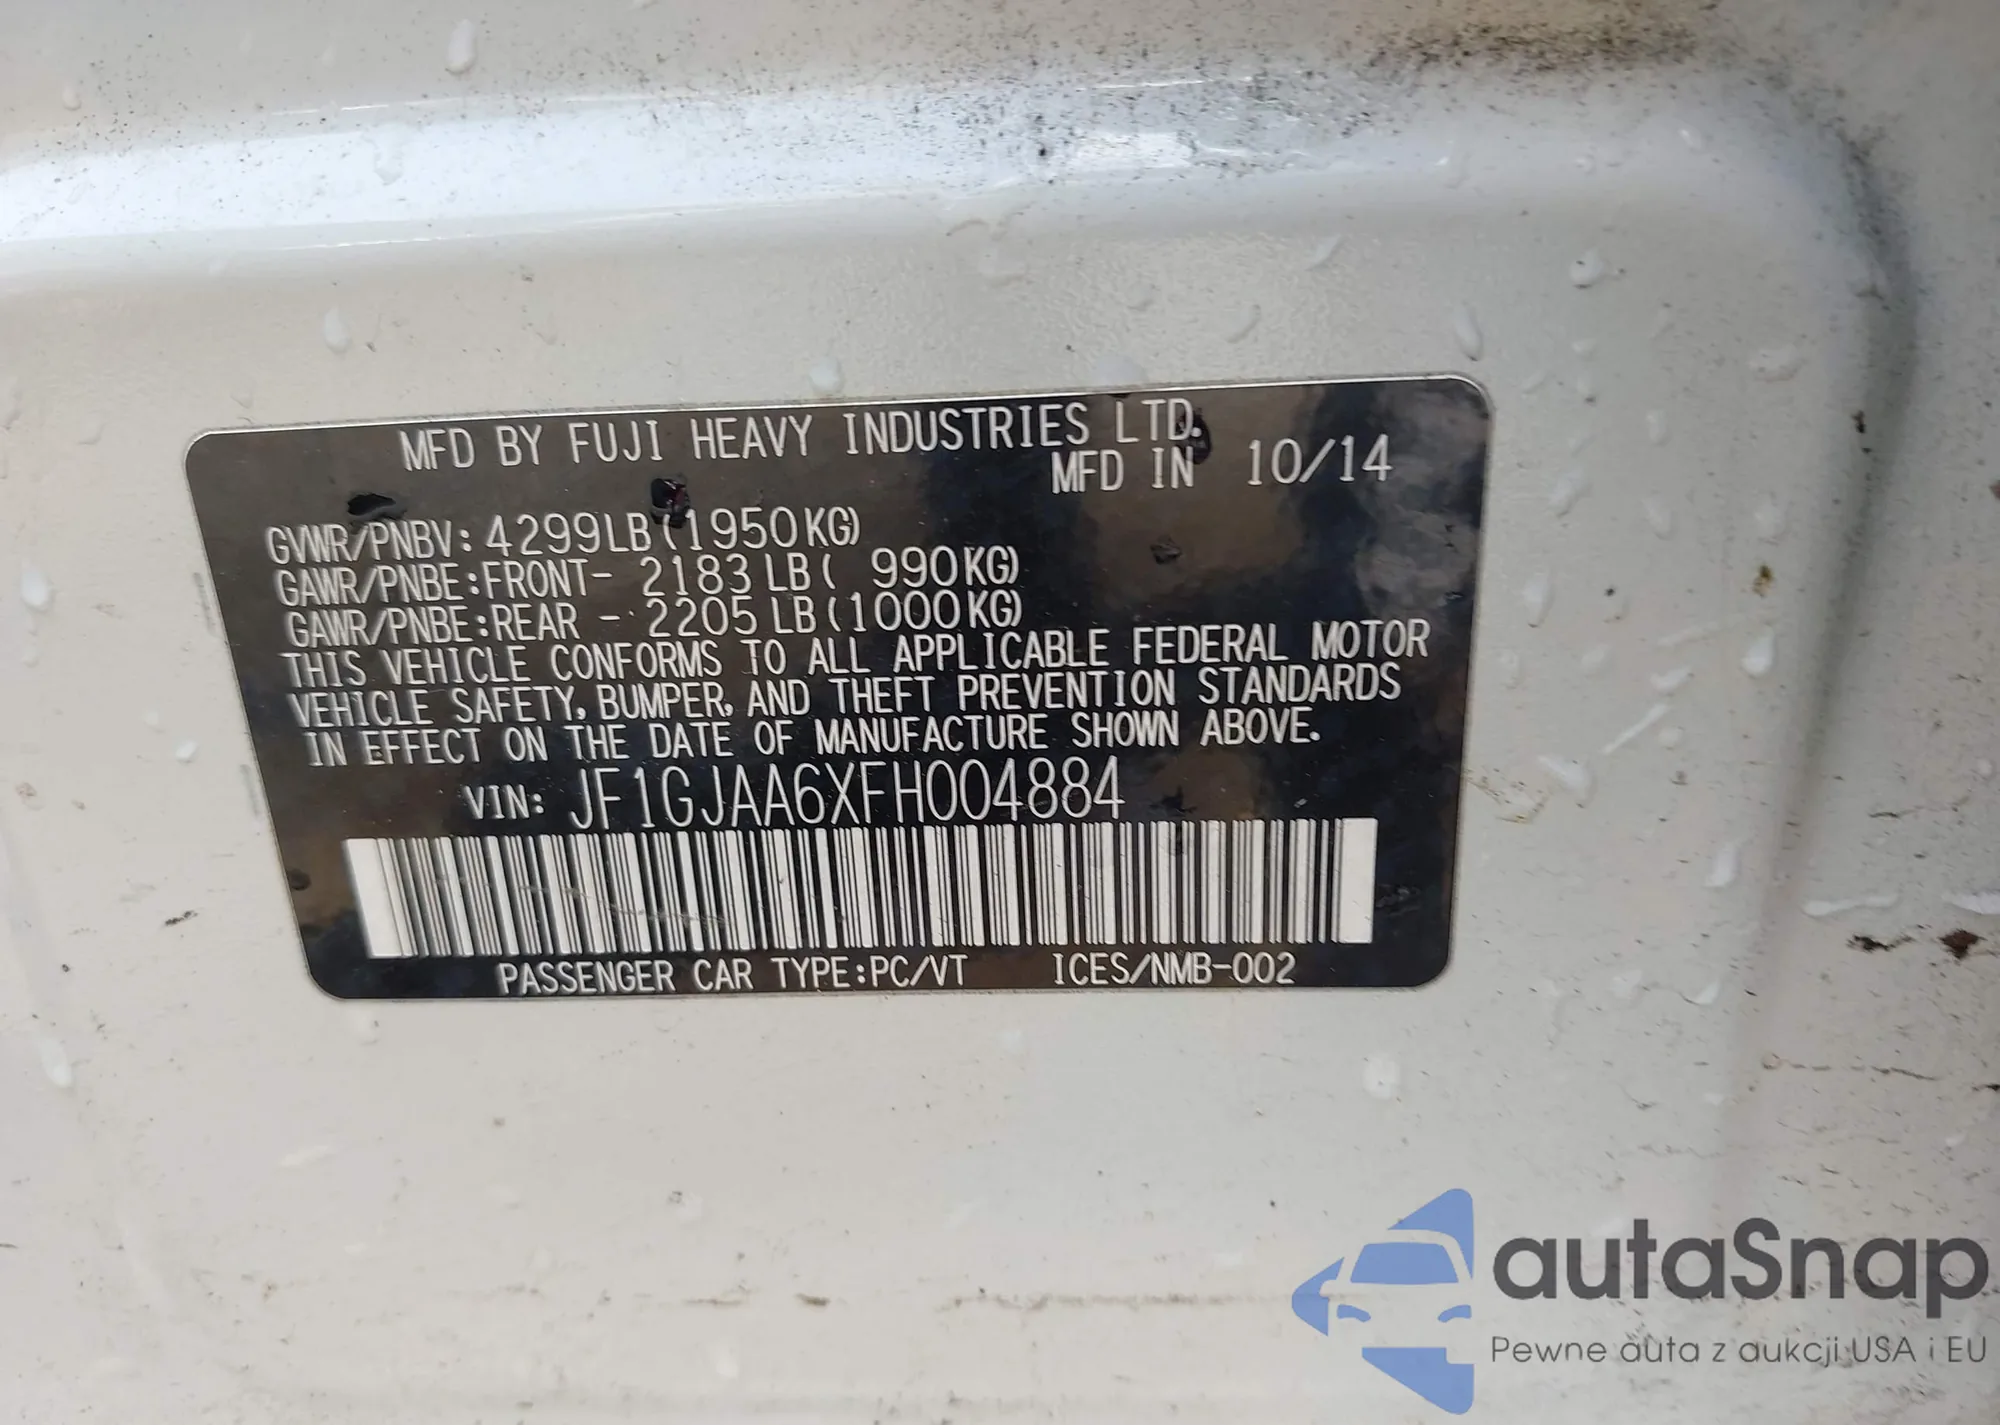 MFD BY FUJI HEAVY INDUSTRIES LTD.
MFD IN 10/14
GVWR/PNBV: 4299LB(1950KG)
GAWR/PNBE:FRONT- 2183 LB( 990KG)
GAWR/PNBE:REAR - 2205 LB(1000KG)
THIS VEHICLE CONFORMS TO ALL APPLICABLE FEDERAL MOTOR
VEHICLE SAFETY, BUMPER, AND THEFT PREVENTION STANDARDS
IN EFFECT ON THE DATE OF MANUFACTURE SHOWN ABOVE.
VIN: JF1GJAA6XFH004884
PASSENGER CAR TYPE:PC/VT ICES/NMB-002
autaSnap
Pewne auta z aukcji USA i EU